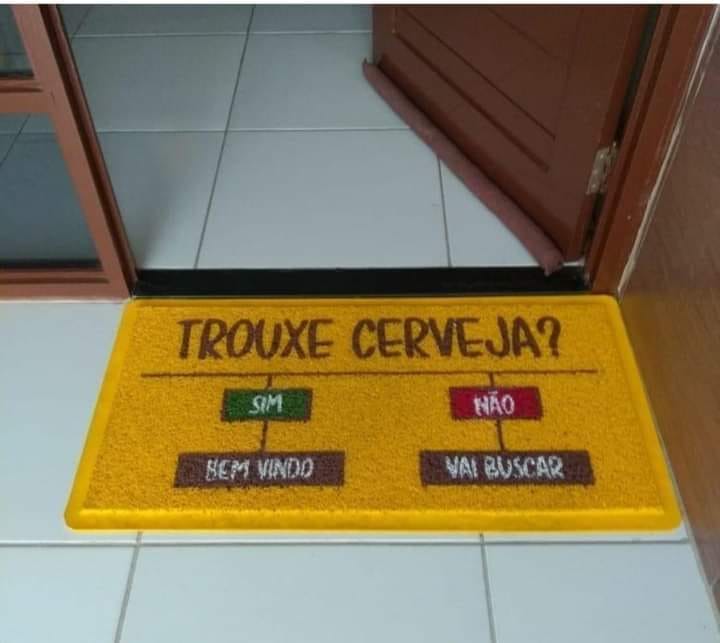 TROUXE CERVEJA?
SIM
NÃO
BEM VINDO
VAI BUSCAR